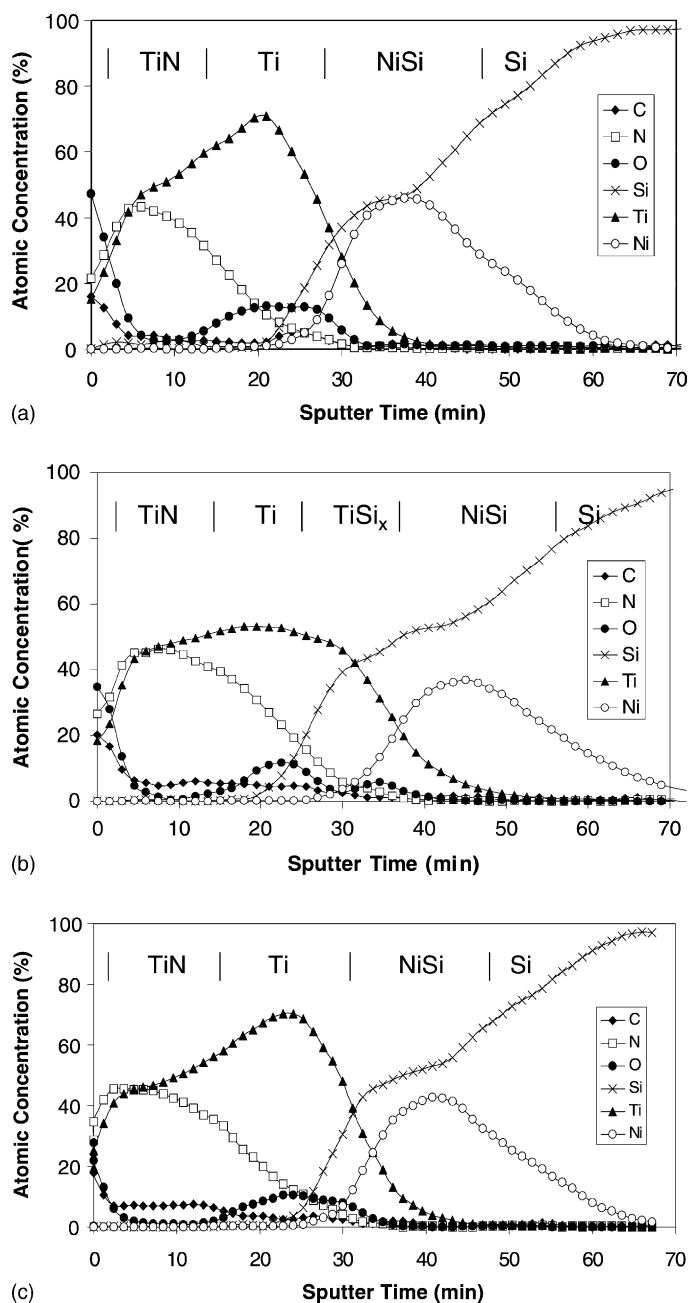 100
80
60
40
20
0
Atomic Concentration (%)
TiN Ti NiSi Si
C
N
O
Si
Ti
Ni
0 10 20 30 40 50 60 70
Sputter Time (min)
(a)
100
80
60
40
20
0
Atomic Concentration( %)
TiN Ti TiSix NiSi Si
C
N
O
Si
Ti
Ni
0 10 20 30 40 50 60 70
Sputter Time (min)
(b)
100
80
60
40
20
0
Atomic Concentration (%)
TiN Ti NiSi Si
C
N
O
Si
Ti
Ni
0 10 20 30 40 50 60 70
Sputter Time (min)
(c)